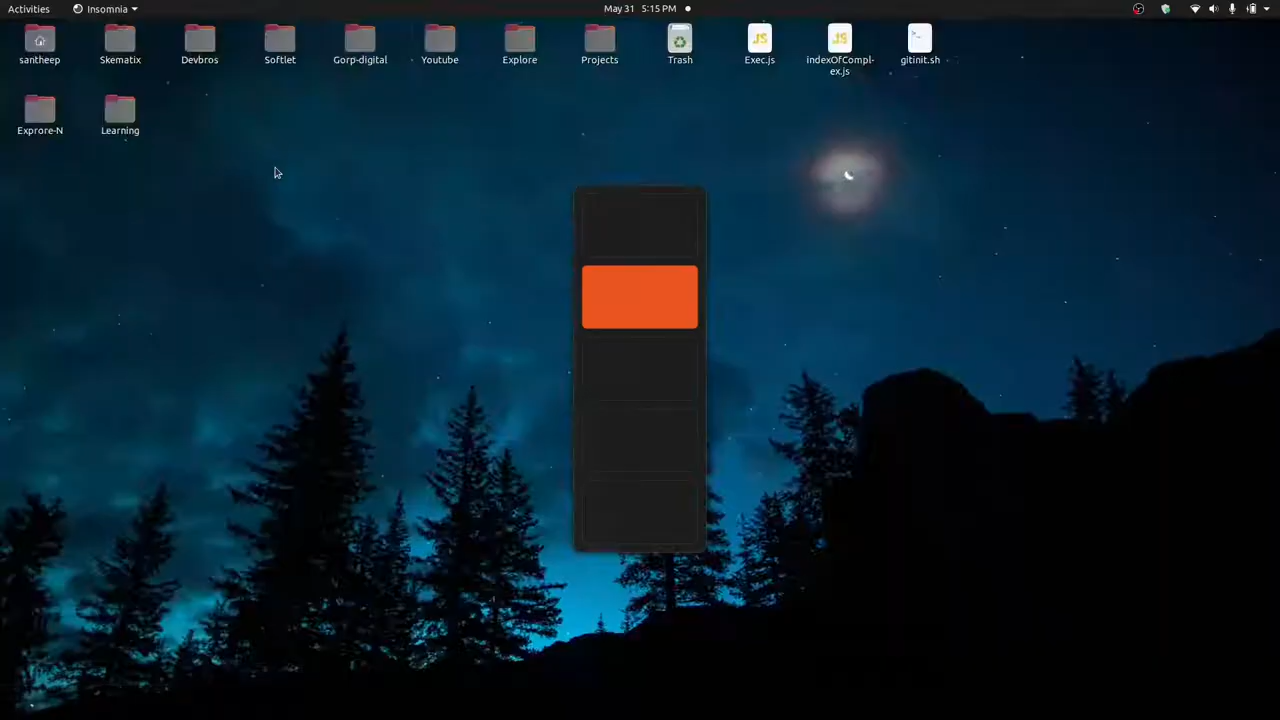 Activities
Insomnia
May 31 5:15 PM
santheep
Skematix
Devbros
Softlet
Gorp-digital
Youtube
Explore
Projects
Trash
Exec.js
indexOfCompl-
ex.js
gitinit.sh
Exprore-N
Learning